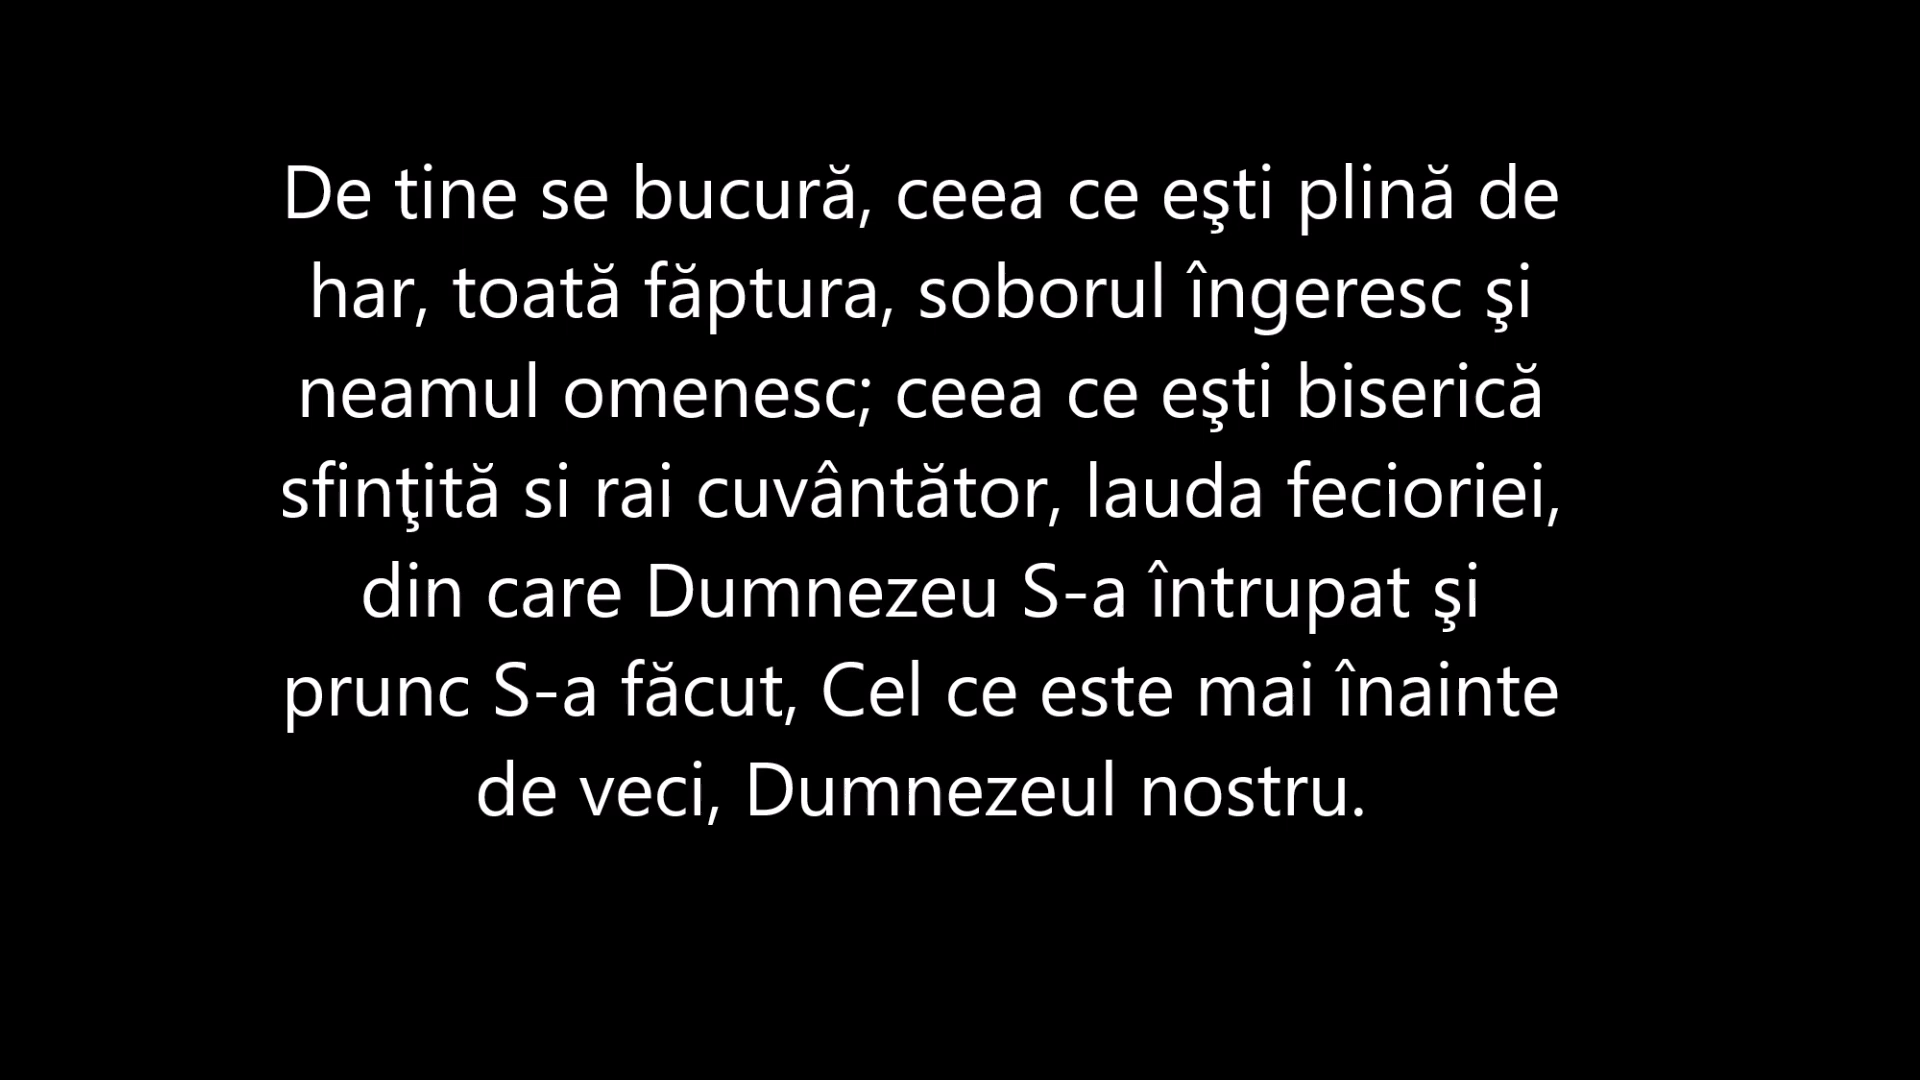 De tine se bucură, ceea ce eşti plină de
har, toată făptura, soborul îngeresc şi
neamul omenesc; ceea ce eşti biserică
sfinţită si rai cuvântător, lauda fecioriei,
din care Dumnezeu S-a întrupat şi
prunc S-a făcut, Cel ce este mai înainte
de veci, Dumnezeul nostru.